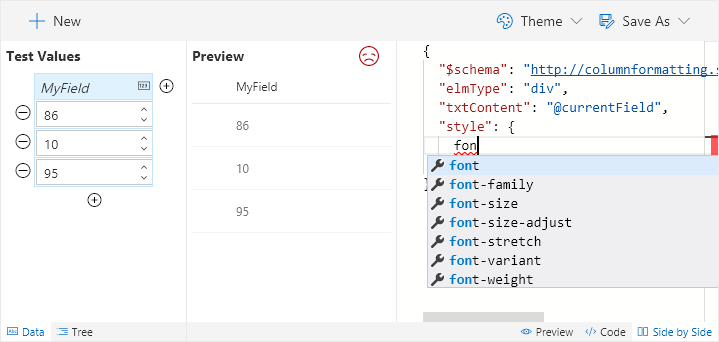 New
Theme
Save As
Test Values
MyField
123
86
10
95
Preview
MyField
86
10
95
{
"$schema": "http://columnformatting.s
"elmType": "div",
"txtContent": "@currentField",
"style": {
fon
}
font
font-family
font-size
font-size-adjust
font-stretch
font-variant
font-weight
Data
Tree
Preview
Code
Side by Side